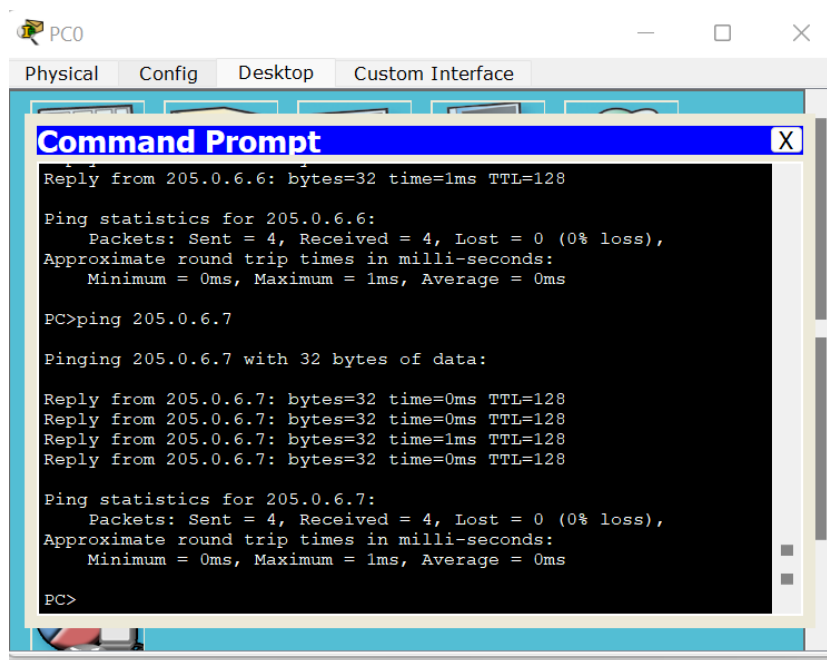 PC0
Physical Config Desktop Custom Interface
Command Prompt X
Reply from 205.0.6.6: bytes=32 time=1ms TTL=128
Ping statistics for 205.0.6.6:
Packets: Sent = 4, Received = 4, Lost = 0 (0% loss),
Approximate round trip times in milli-seconds:
Minimum = 0ms, Maximum = 1ms, Average = 0ms
PC>ping 205.0.6.7
Pinging 205.0.6.7 with 32 bytes of data:
Reply from 205.0.6.7: bytes=32 time=0ms TTL=128
Reply from 205.0.6.7: bytes=32 time=0ms TTL=128
Reply from 205.0.6.7: bytes=32 time=1ms TTL=128
Reply from 205.0.6.7: bytes=32 time=0ms TTL=128
Ping statistics for 205.0.6.7:
Packets: Sent = 4, Received = 4, Lost = 0 (0% loss),
Approximate round trip times in milli-seconds:
Minimum = 0ms, Maximum = 1ms, Average = 0ms
PC>